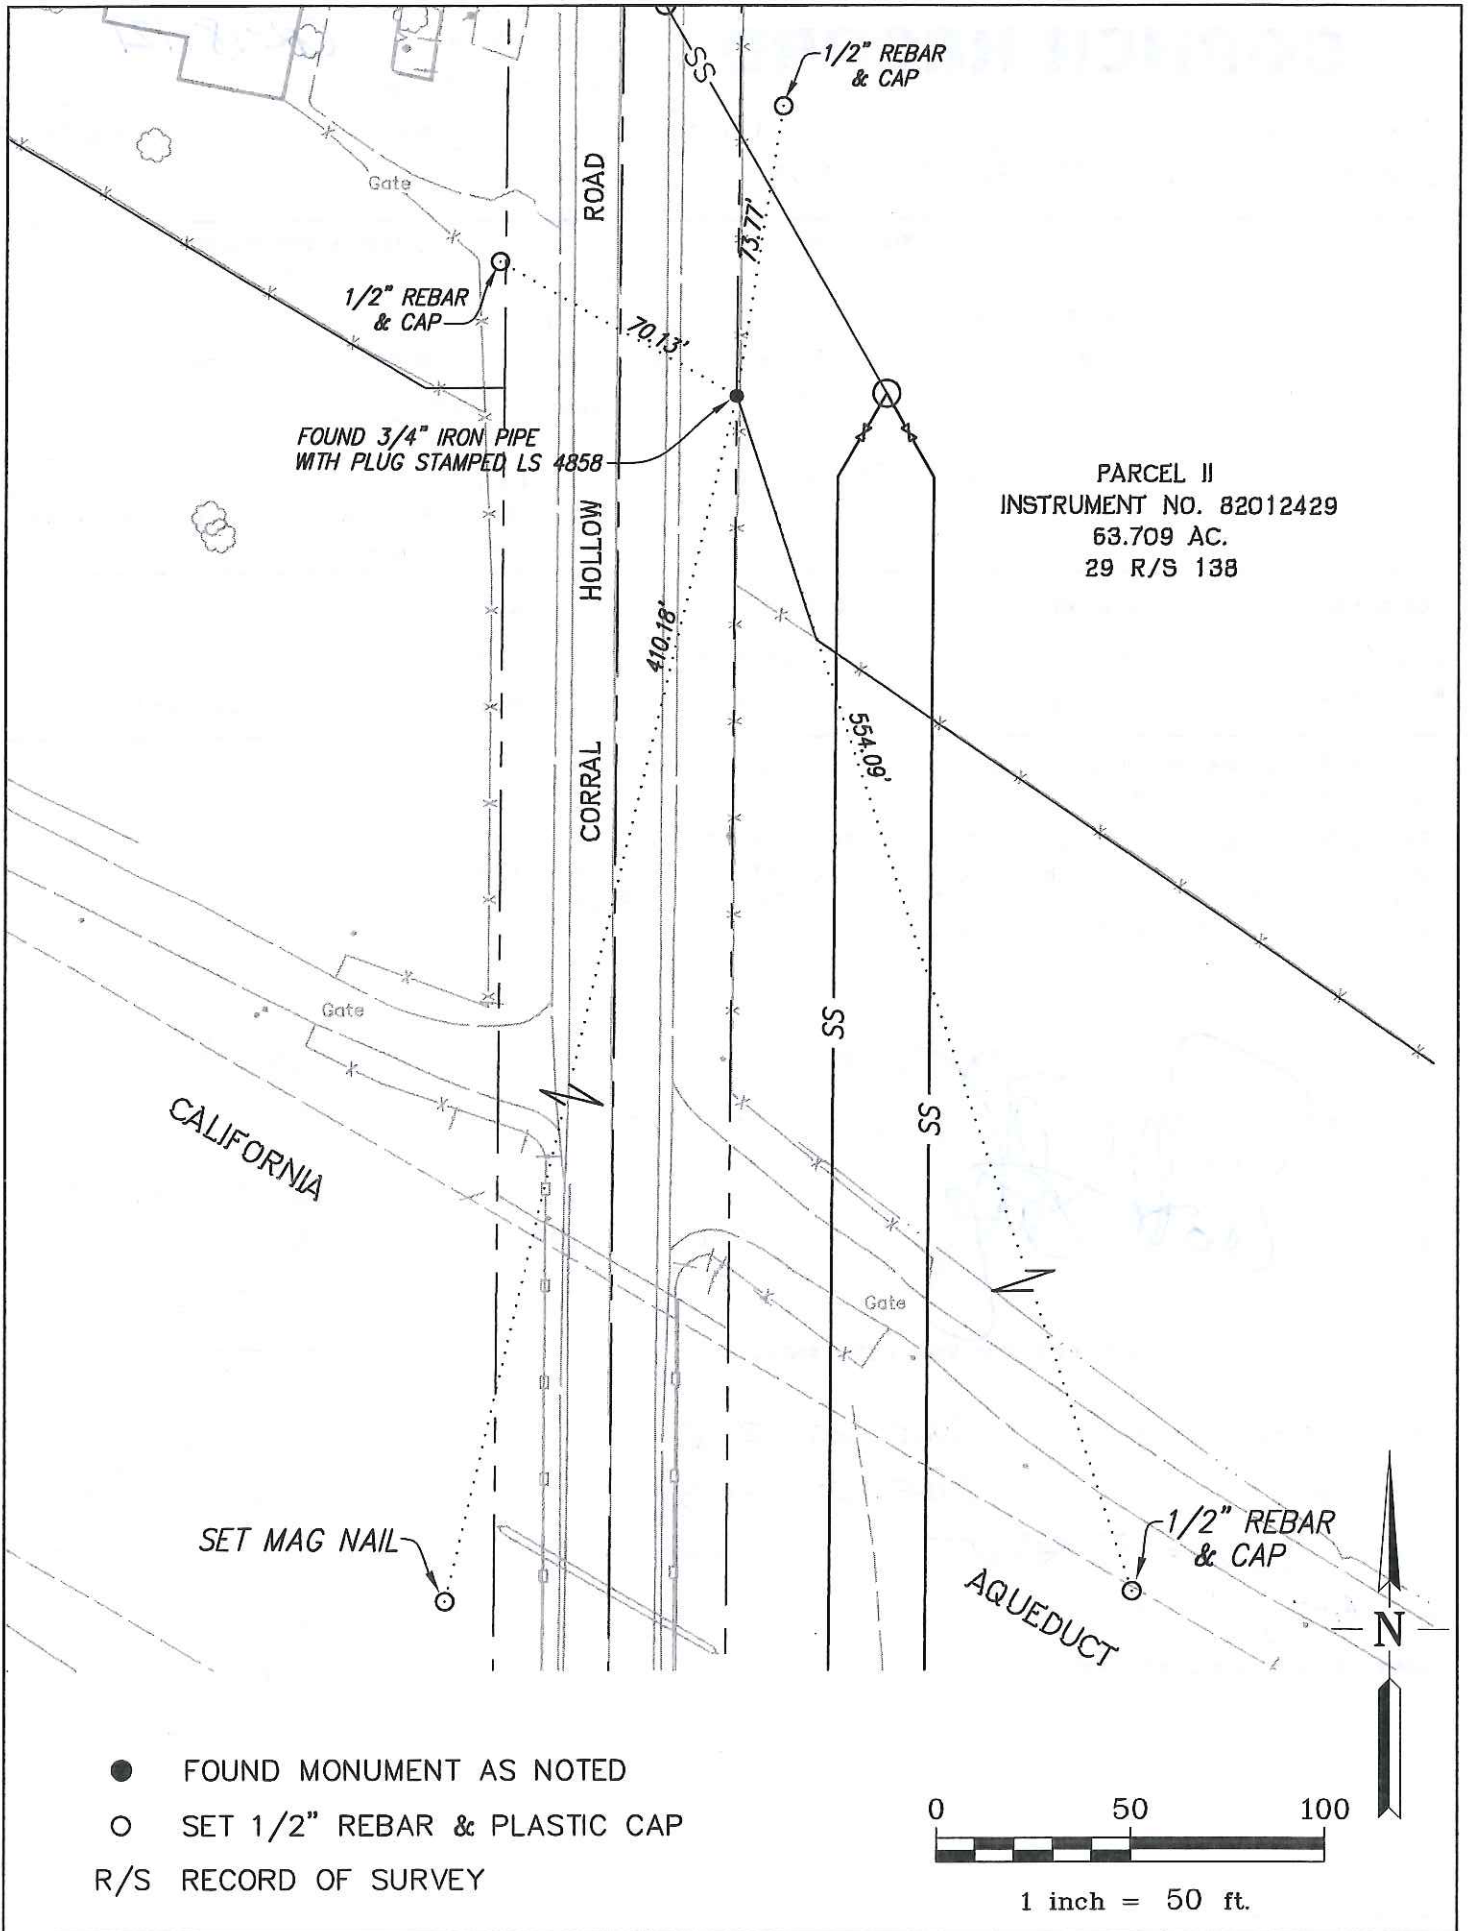 SS
1/2" REBAR
& CAP
ROAD
Gate
73.77'
1/2" REBAR
& CAP
70.13'
FOUND 3/4" IRON PIPE
WITH PLUG STAMPED LS 4858
PARCEL II
INSTRUMENT NO. 82012429
63.709 AC.
29 R/S 138
HOLLOW
410.18'
554.09'
CORRAL
Gate
SS
SS
CALIFORNIA
Gate
SET MAG NAIL
1/2" REBAR
& CAP
AQUEDUCT
N
FOUND MONUMENT AS NOTED
SET 1/2" REBAR & PLASTIC CAP
R/S RECORD OF SURVEY
0 50 100
1 inch = 50 ft.